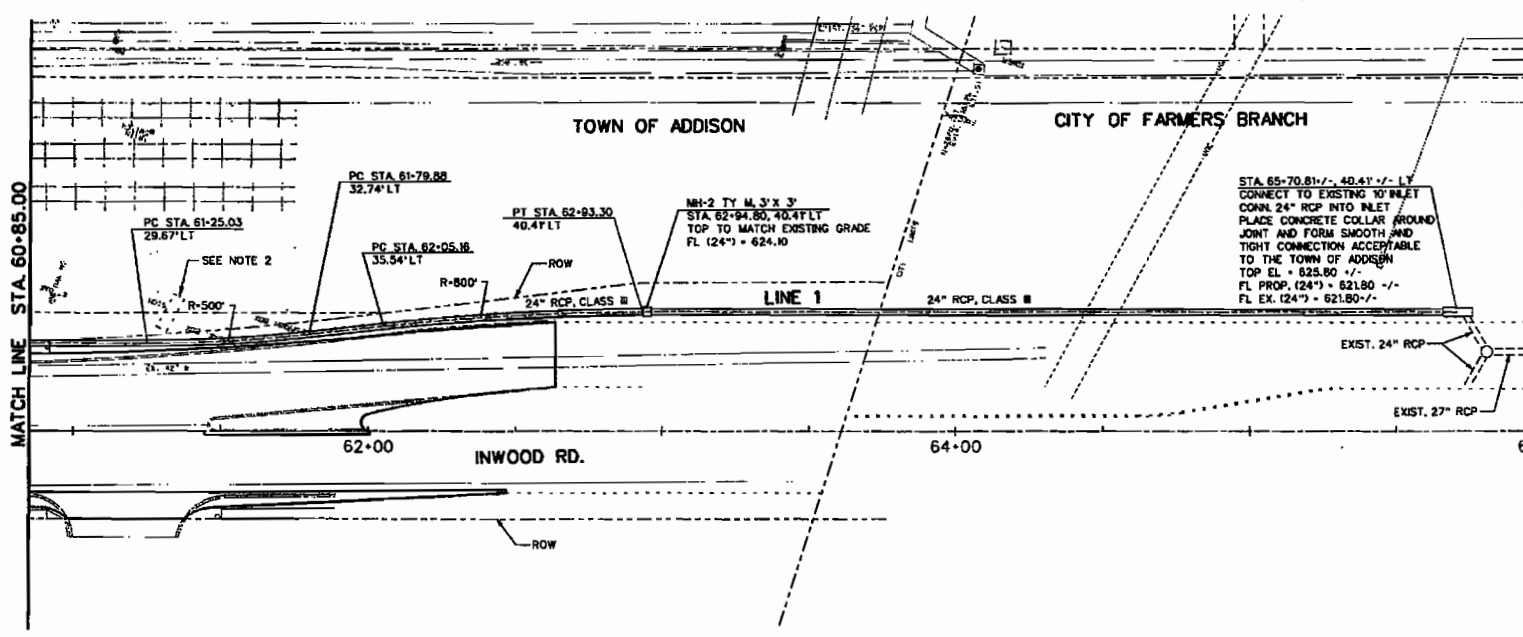 TOWN OF ADDISON
CITY OF FARMERS BRANCH
MATCH LINE STA. 60+85.00
PC STA. 61+25.03
29.67' LT
SEE NOTE 2
R=500'
PC STA. 61+79.88
32.74' LT
PC STA. 62+05.16
35.54' LT
R=800'
PT STA. 62+93.30
40.41' LT
ROW
24" RCP, CLASS III
MH-2 TY M, 3' X 3'
STA. 62+94.80, 40.41' LT
TOP TO MATCH EXISTING GRADE
FL (24") = 624.10
LINE 1
24" RCP, CLASS III
STA. 65+70.81+/-, 40.41' +/- LT
CONNECT TO EXISTING 10' INLET
CONN. 24" RCP INTO INLET
PLACE CONCRETE COLLAR AROUND
JOINT AND FORM SMOOTH AND
TIGHT CONNECTION ACCEPTABLE
TO THE TOWN OF ADDISON
TOP EL = 625.80 +/-
FL PROP. (24") = 621.80 +/-
FL EX. (24") = 621.80+/-
EXIST. 24" RCP
EXIST. 27" RCP
62+00
INWOOD RD.
64+00
ROW